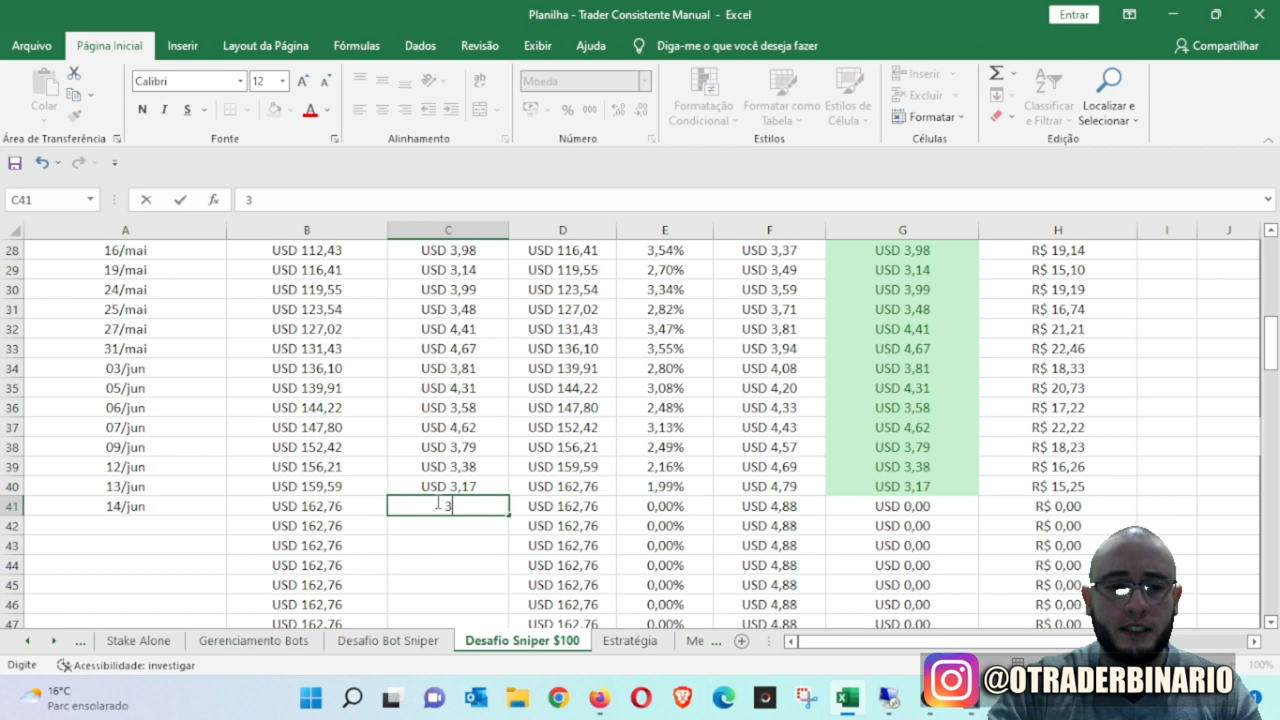 Planilha - Trader Consistente Manual - Excel
Entrar
Arquivo Página Inicial Inserir Layout da Página Fórmulas Dados Revisão Exibir Ajuda Diga-me o que você deseja fazer Compartilhar
Colar
Área de Transferência
Calibri 12
N I S
Fonte
ab
Alinhamento
Moeda
% 000
Número
Formatação Condicional
Formatar como Tabela
Estilos de Célula
Estilos
Inserir
Excluir
Formatar
Células
Classificar e Filtrar
Localizar e Selecionar
Edição
C41 fx 3
A B C D E F G H I J
28 16/mai USD 112,43 USD 3,98 USD 116,41 3,54% USD 3,37 USD 3,98 R$ 19,14
29 19/mai USD 116,41 USD 3,14 USD 119,55 2,70% USD 3,49 USD 3,14 R$ 15,10
30 24/mai USD 119,55 USD 3,99 USD 123,54 3,34% USD 3,59 USD 3,99 R$ 19,19
31 25/mai USD 123,54 USD 3,48 USD 127,02 2,82% USD 3,71 USD 3,48 R$ 16,74
32 27/mai USD 127,02 USD 4,41 USD 131,43 3,47% USD 3,81 USD 4,41 R$ 21,21
33 31/mai USD 131,43 USD 4,67 USD 136,10 3,55% USD 3,94 USD 4,67 R$ 22,46
34 03/jun USD 136,10 USD 3,81 USD 139,91 2,80% USD 4,08 USD 3,81 R$ 18,33
35 05/jun USD 139,91 USD 4,31 USD 144,22 3,08% USD 4,20 USD 4,31 R$ 20,73
36 06/jun USD 144,22 USD 3,58 USD 147,80 2,48% USD 4,33 USD 3,58 R$ 17,22
37 07/jun USD 147,80 USD 4,62 USD 152,42 3,13% USD 4,43 USD 4,62 R$ 22,22
38 09/jun USD 152,42 USD 3,79 USD 156,21 2,49% USD 4,57 USD 3,79 R$ 18,23
39 12/jun USD 156,21 USD 3,38 USD 159,59 2,16% USD 4,69 USD 3,38 R$ 16,26
40 13/jun USD 159,59 USD 3,17 USD 162,76 1,99% USD 4,79 USD 3,17 R$ 15,25
41 14/jun USD 162,76 3 USD 162,76 0,00% USD 4,88 USD 0,00 R$ 0,00
42 USD 162,76 USD 162,76 0,00% USD 4,88 USD 0,00 R$ 0,00
43 USD 162,76 USD 162,76 0,00% USD 4,88 USD 0,00 R$ 0,00
44 USD 162,76 USD 162,76 0,00% USD 4,88 USD 0,00 R$ 0,00
45 USD 162,76 USD 162,76 0,00% USD 4,88 USD 0,00
46 USD 162,76 USD 162,76 0,00% USD 4,88 USD 0,00
47 USD 162,76 USD 162,76 0,00% USD 4,88 USD 0,00
... Stake Alone Gerenciamento Bots Desafio Bot Sniper Desafio Sniper $100 Estratégia Me ...
Digite Acessibilidade: investigar 100%
@OTRADERBINARIO
16°C
Parc ensolarado